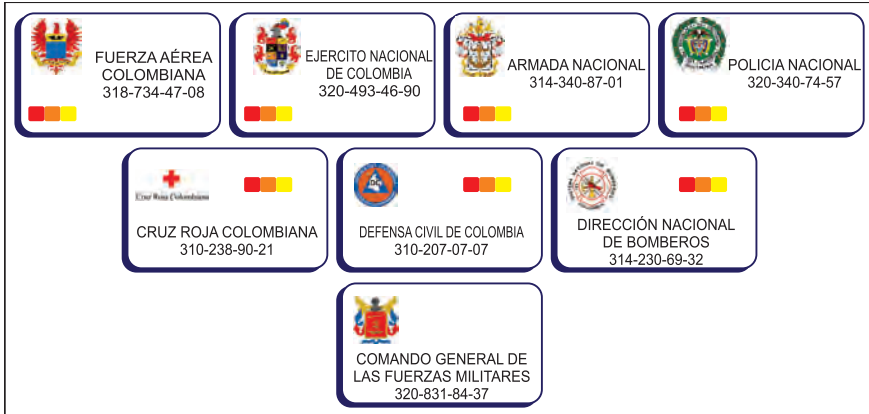 FUERZA AÉREA
COLOMBIANA
318-734-47-08
EJERCITO NACIONAL
DE COLOMBIA
320-493-46-90
ARMADA NACIONAL
314-340-87-01
POLICIA NACIONAL
320-340-74-57
Cruz Roja Colombiana
CRUZ ROJA COLOMBIANA
310-238-90-21
DEFENSA CIVIL DE COLOMBIA
310-207-07-07
DIRECCIÓN NACIONAL
DE BOMBEROS
314-230-69-32
COMANDO GENERAL DE
LAS FUERZAS MILITARES
320-831-84-37